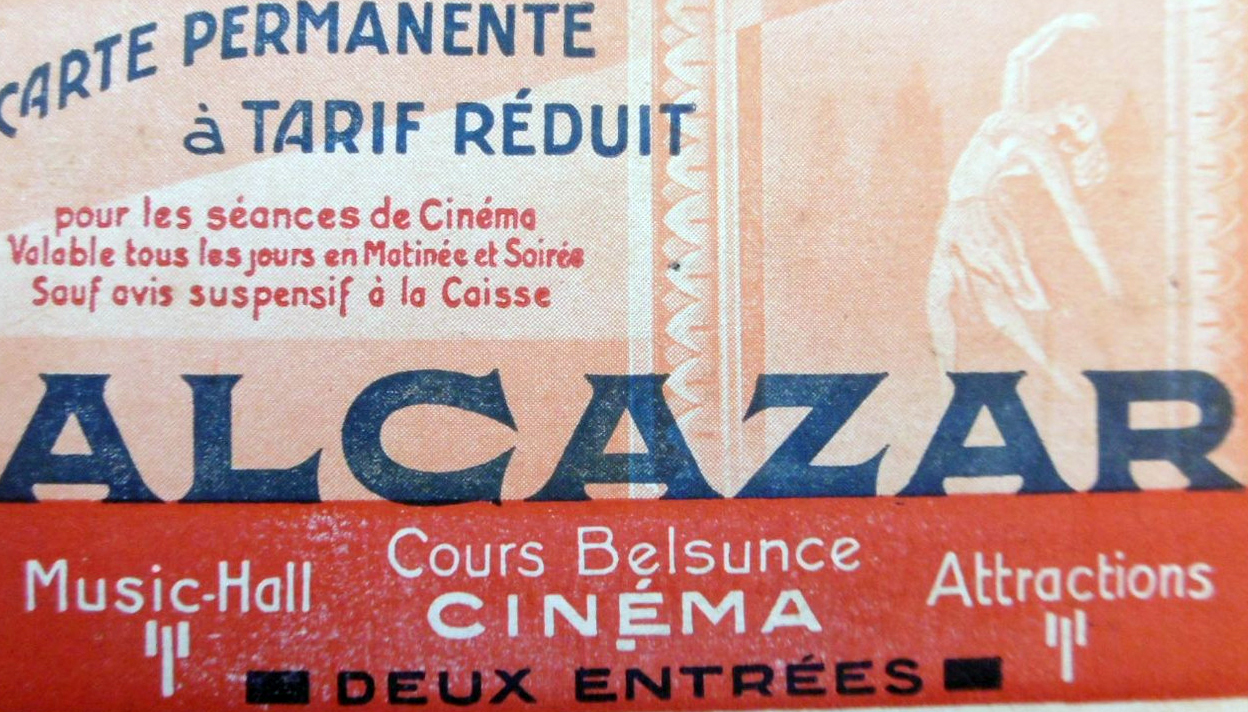 CARTE PERMANENTE
à TARIF RÉDUIT
pour les séances de Cinéma
Valable tous les jours en Matinée et Soirée
Sauf avis suspensif à la Caisse
ALCAZAR
Cours Belsunce
Music-Hall CINÉMA Attractions
DEUX ENTRÉES